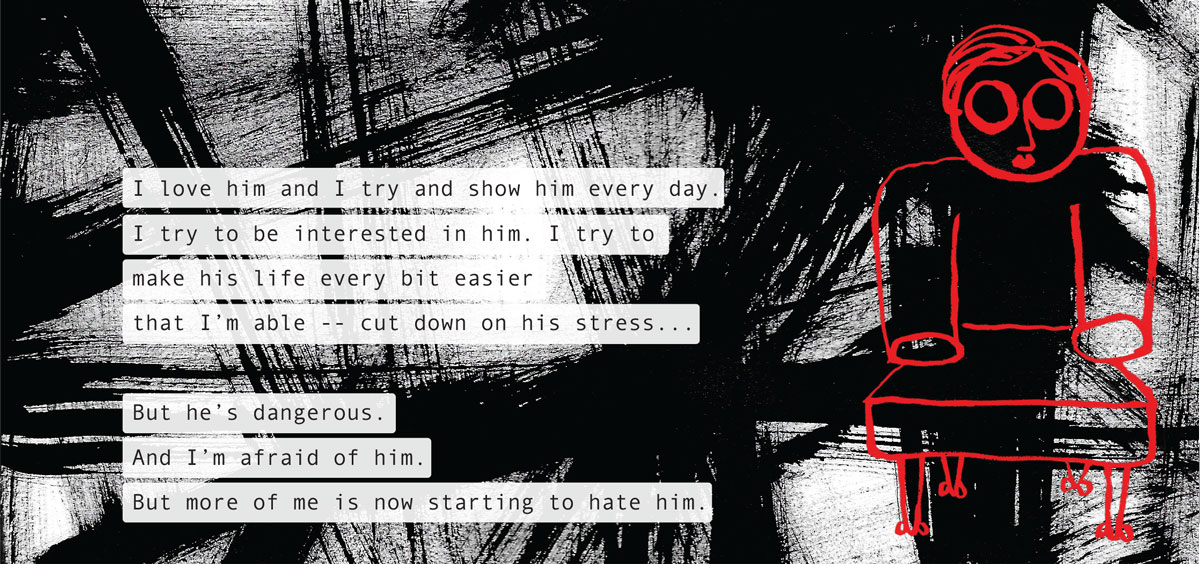 I love him and I try and show him every day.
I try to be interested in him. I try to
make his life every bit easier
that I’m able -- cut down on his stress...
But he’s dangerous.
And I’m afraid of him.
But more of me is now starting to hate him.